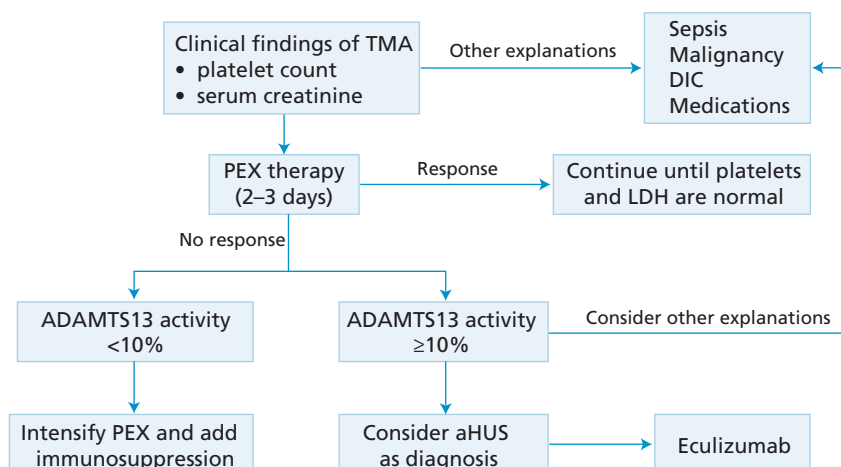 Clinical findings of TMA
• platelet count
• serum creatinine
Other explanations
Sepsis
Malignancy
DIC
Medications
PEX therapy
(2–3 days)
Response
Continue until platelets
and LDH are normal
No response
ADAMTS13 activity
<10%
ADAMTS13 activity
≥10%
Consider other explanations
Intensify PEX and add
immunosuppression
Consider aHUS
as diagnosis
Eculizumab